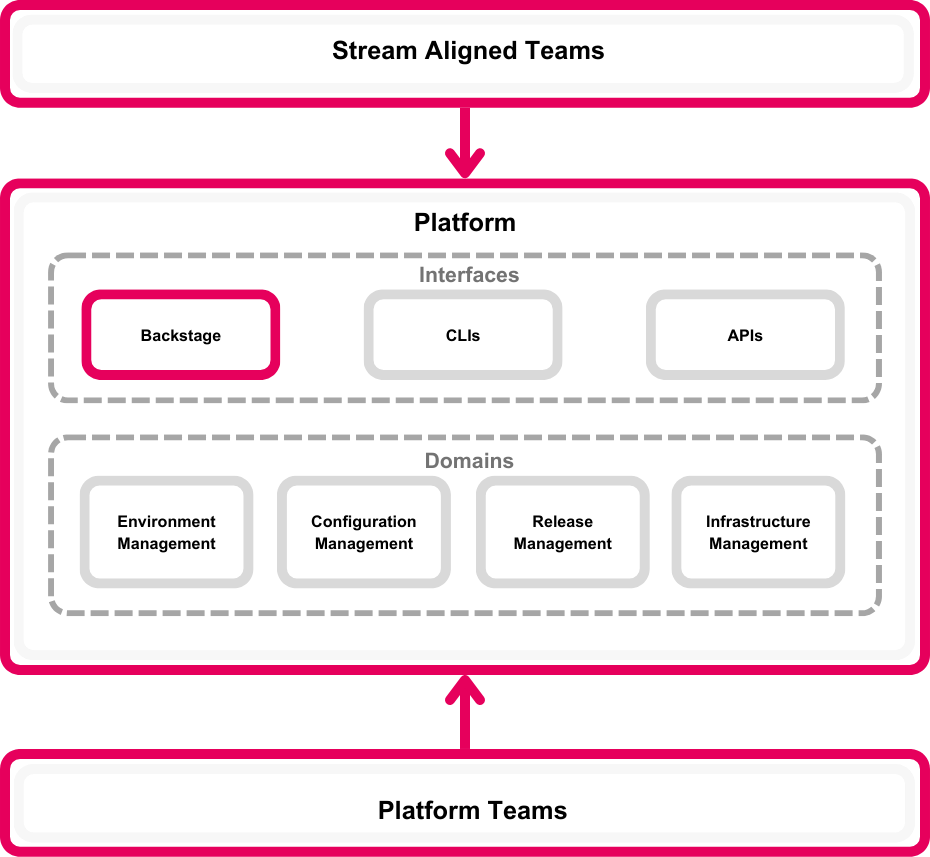 Stream Aligned Teams
Platform
Interfaces
Backstage
CLIs
APIs
Domains
Environment
Management
Configuration
Management
Release
Management
Infrastructure
Management
Platform Teams